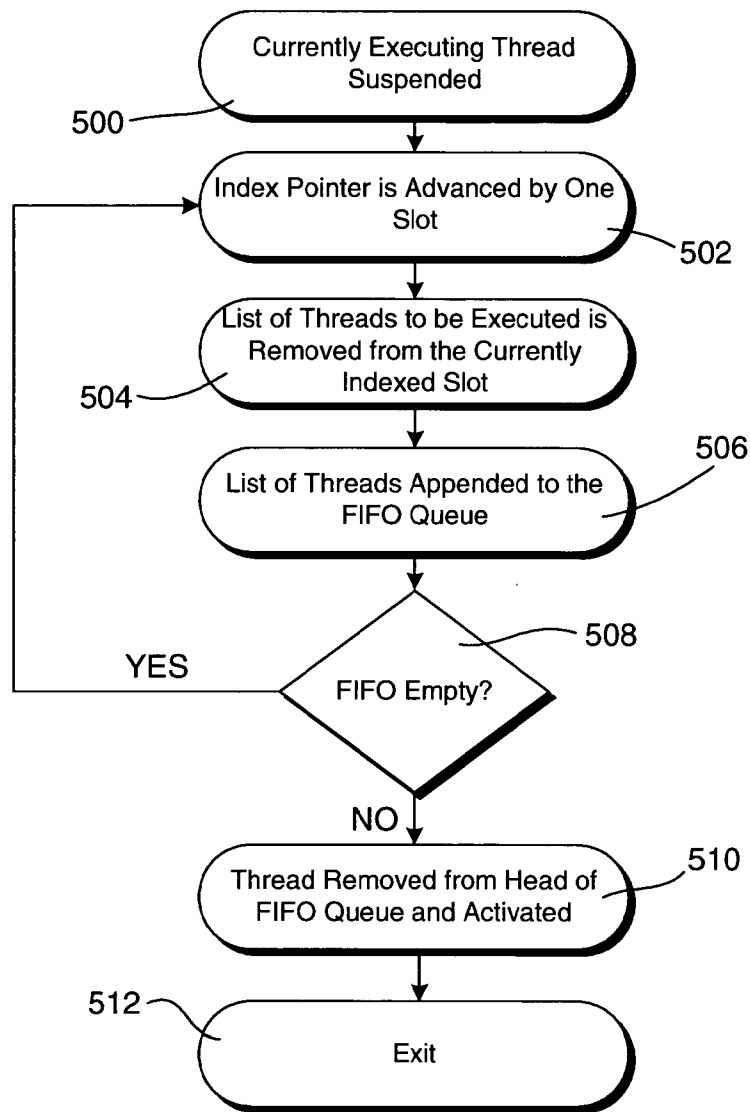 Currently Executing Thread
Suspended
500
Index Pointer is Advanced by One
Slot
502
List of Threads to be Executed is
Removed from the Currently
Indexed Slot
504
506
List of Threads Appended to the
FIFO Queue
508
YES
FIFO Empty?
NO
510
Thread Removed from Head of
FIFO Queue and Activated
512
Exit